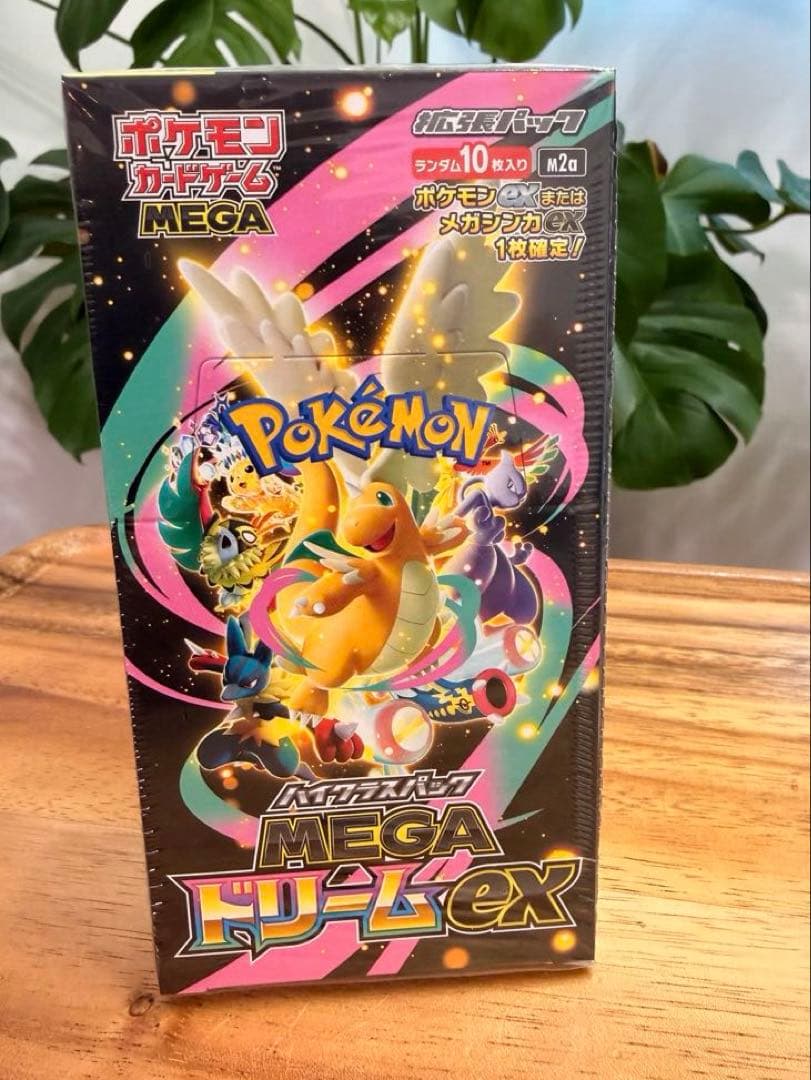 ポケモン
カードゲーム™
MEGA
拡張パック
ランダム10枚入り
M2a
ポケモンexまたは
メガシンカex
1枚確定!
POKéMON™
ハイクラスパック
MEGA
ドリームex